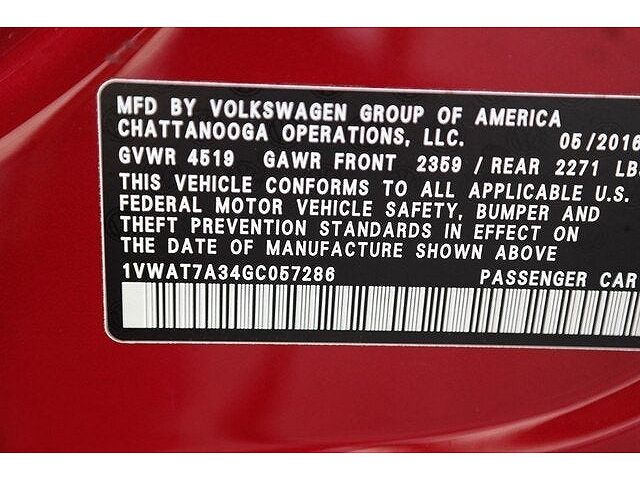 MFD BY VOLKSWAGEN GROUP OF AMERICA
CHATTANOOGA OPERATIONS, LLC. 05/2016
GVWR 4519 GAWR FRONT 2359 / REAR 2271 LB
THIS VEHICLE CONFORMS TO ALL APPLICABLE U.S.
FEDERAL MOTOR VEHICLE SAFETY, BUMPER AND
THEFT PREVENTION STANDARDS IN EFFECT ON
THE DATE OF MANUFACTURE SHOWN ABOVE
1VWAT7A34GC057286 PASSENGER CAR